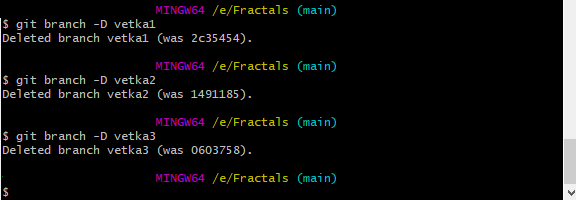 MINGW64 /e/Fractals (main)
$ git branch -D vetka1
Deleted branch vetka1 (was 2c35454).
MINGW64 /e/Fractals (main)
$ git branch -D vetka2
Deleted branch vetka2 (was 1491185).
MINGW64 /e/Fractals (main)
$ git branch -D vetka3
Deleted branch vetka3 (was 0603758).
MINGW64 /e/Fractals (main)
$